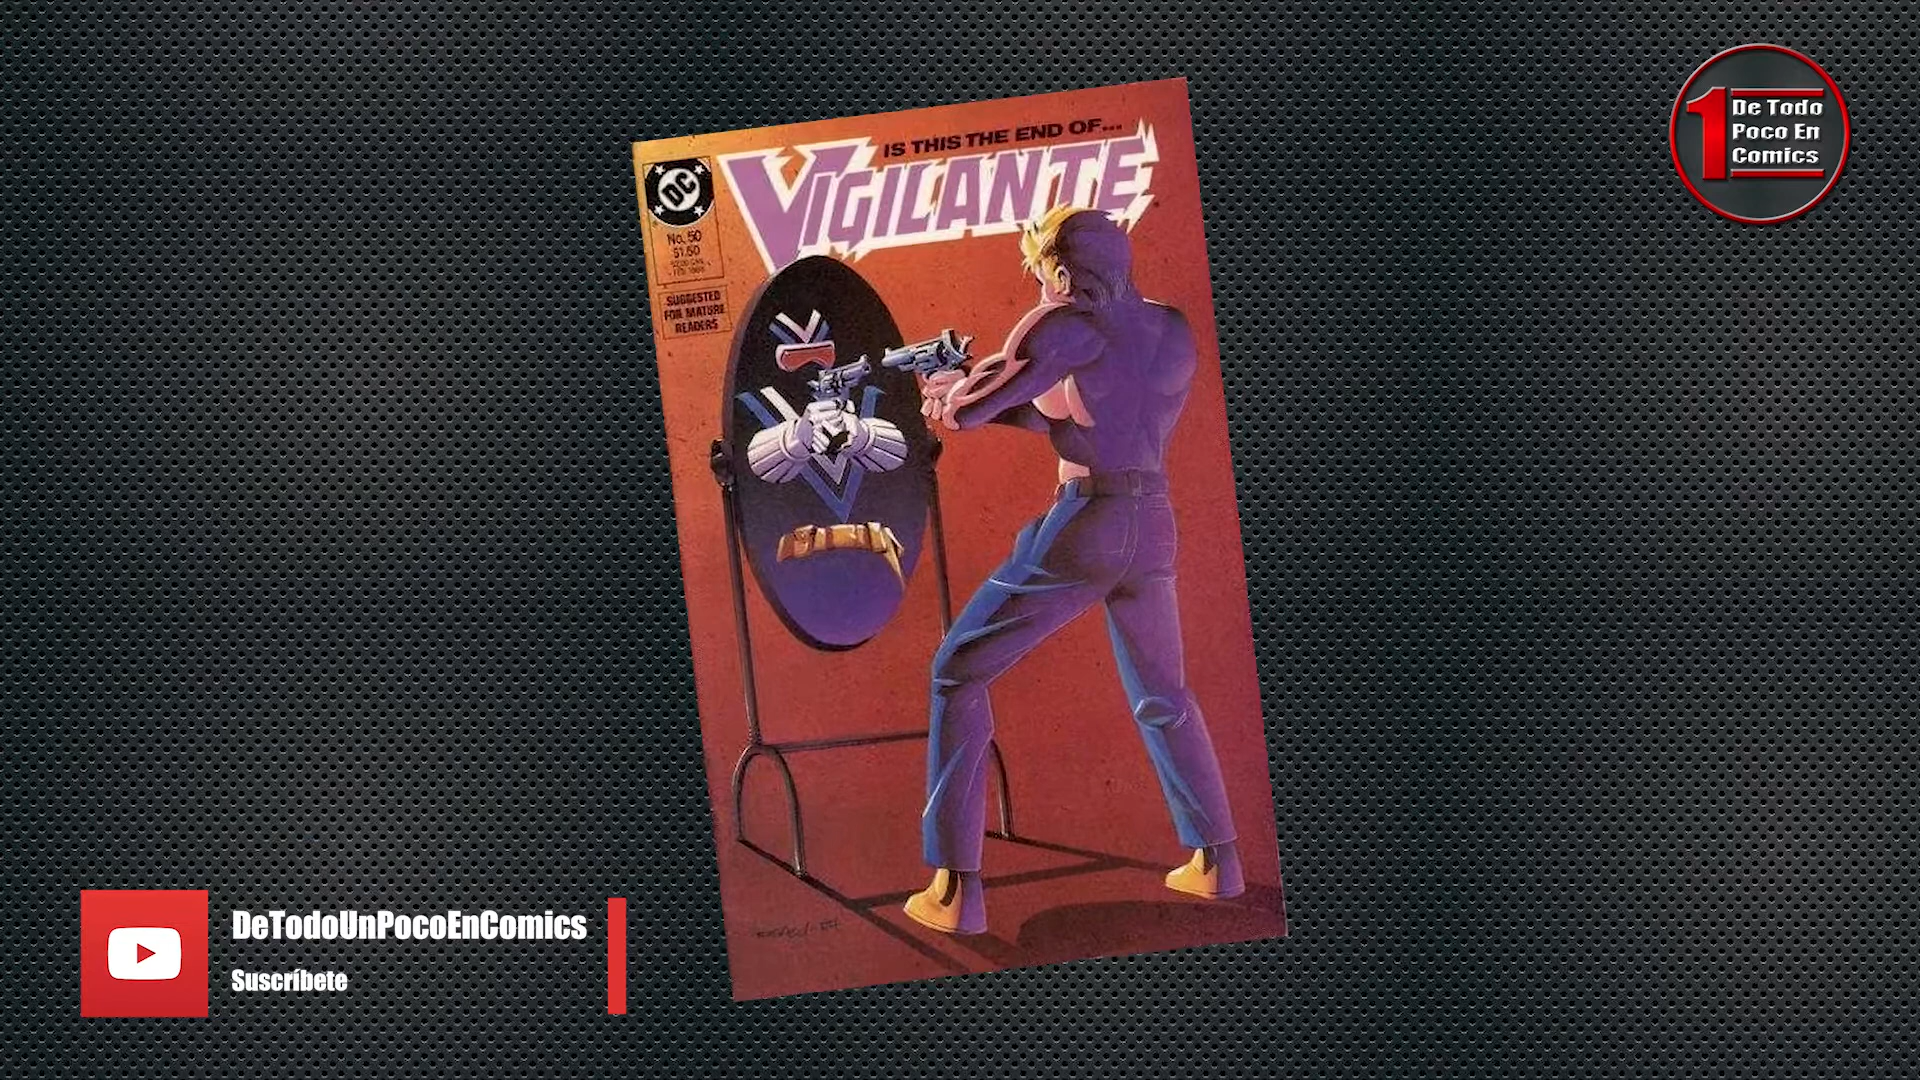 IS THIS THE END OF...
VIGILANTE
DC
No. 50
$1.50
SUGGESTED
FOR MATURE
READERS
1 De Todo
Poco En
Comics
DeTodoUnPocoEnComics
Suscríbete